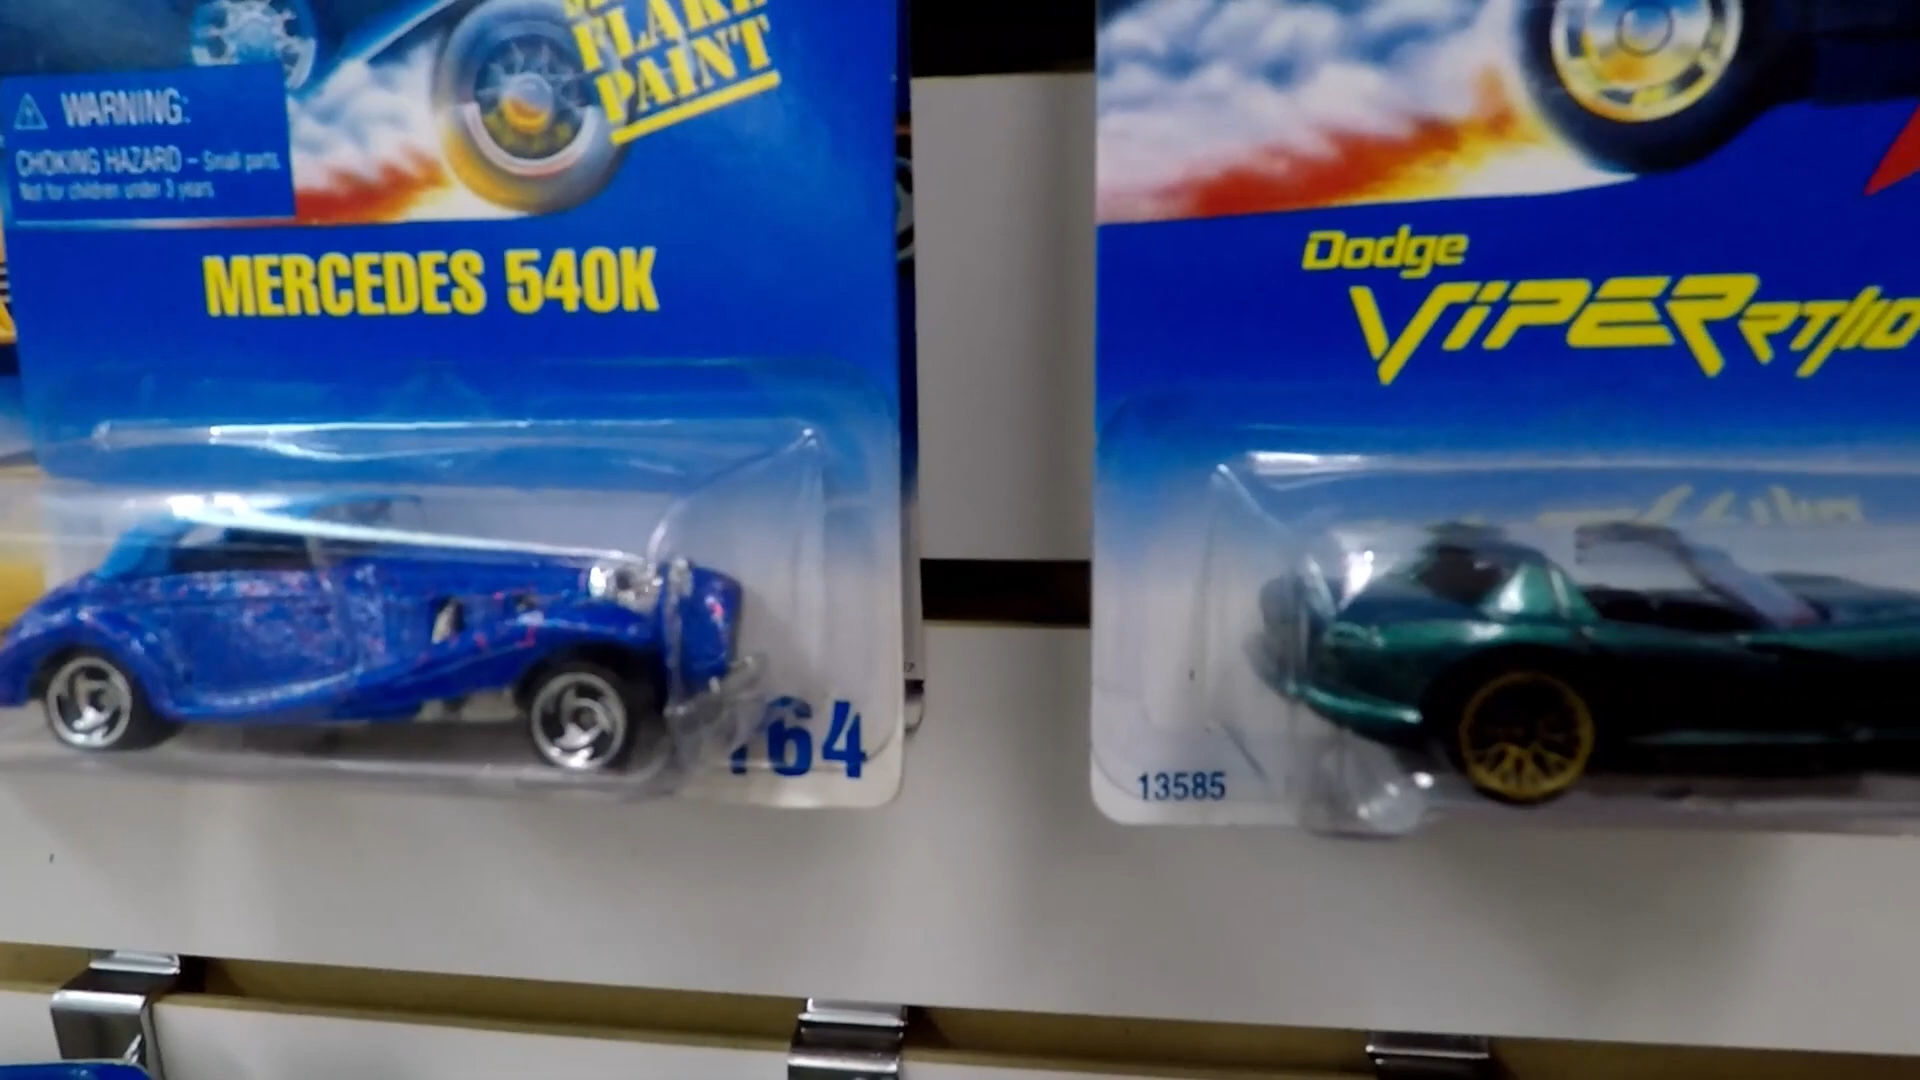 FLAKE
PAINT
WARNING:
CHOKING HAZARD – Small parts.
Not for children under 3 years
MERCEDES 540K
164
Dodge
VIPER RT/10
13585